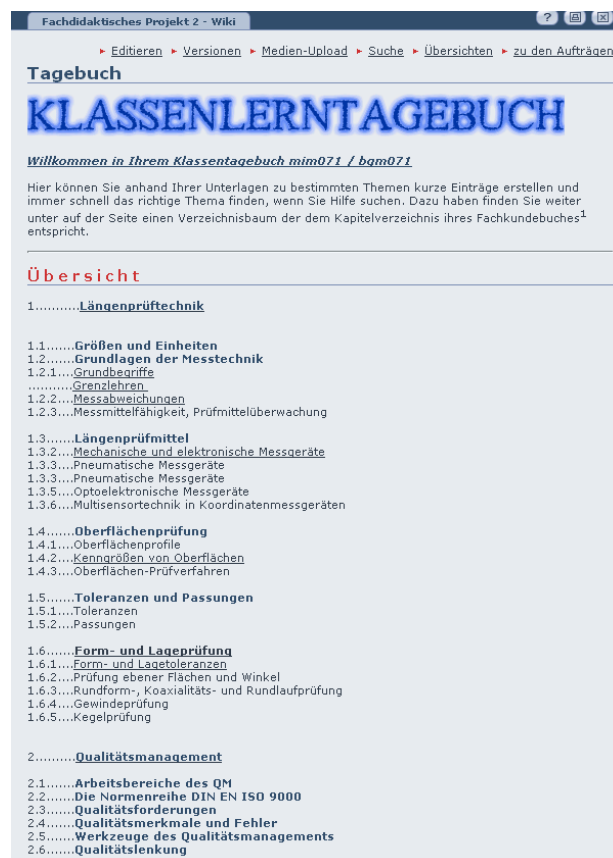 Fachdidaktisches Projekt 2 - Wiki
?
▸ Editieren ▸ Versionen ▸ Medien-Upload ▸ Suche ▸ Übersichten ▸ zu den Aufträgen
Tagebuch
KLASSENLERNTAGEBUCH
Willkommen in Ihrem Klassentagebuch mim071 / bgm071
Hier können Sie anhand Ihrer Unterlagen zu bestimmten Themen kurze Einträge erstellen und
immer schnell das richtige Thema finden, wenn Sie Hilfe suchen. Dazu haben finden Sie weiter
unter auf der Seite einen Verzeichnisbaum der dem Kapitelverzeichnis ihres Fachkundebuches1
entspricht.
Übersicht
1...........Längenprüftechnik
1.1.......Größen und Einheiten
1.2.......Grundlagen der Messtechnik
1.2.1....Grundbegriffe
...........Grenzlehren
1.2.2....Messabweichungen
1.2.3....Messmittelfähigkeit, Prüfmittelüberwachung
1.3.......Längenprüfmittel
1.3.2....Mechanische und elektronische Messgeräte
1.3.3....Pneumatische Messgeräte
1.3.3....Pneumatische Messgeräte
1.3.5....Optoelektronische Messgeräte
1.3.6....Multisensortechnik in Koordinatenmessgeräten
1.4.......Oberflächenprüfung
1.4.1....Oberflächenprofile
1.4.2....Kenngrößen von Oberflächen
1.4.3....Oberflächen-Prüfverfahren
1.5.......Toleranzen und Passungen
1.5.1....Toleranzen
1.5.2....Passungen
1.6.......Form- und Lageprüfung
1.6.1....Form- und Lagetoleranzen
1.6.2....Prüfung ebener Flächen und Winkel
1.6.3....Rundform-, Koaxialitäts- und Rundlaufprüfung
1.6.4....Gewindeprüfung
1.6.5....Kegelprüfung
2..........Qualitätsmanagement
2.1.......Arbeitsbereiche des QM
2.2.......Die Normenreihe DIN EN ISO 9000
2.3.......Qualitätsforderungen
2.4.......Qualitätsmerkmale und Fehler
2.5.......Werkzeuge des Qualitätsmanagements
2.6.......Qualitätslenkung